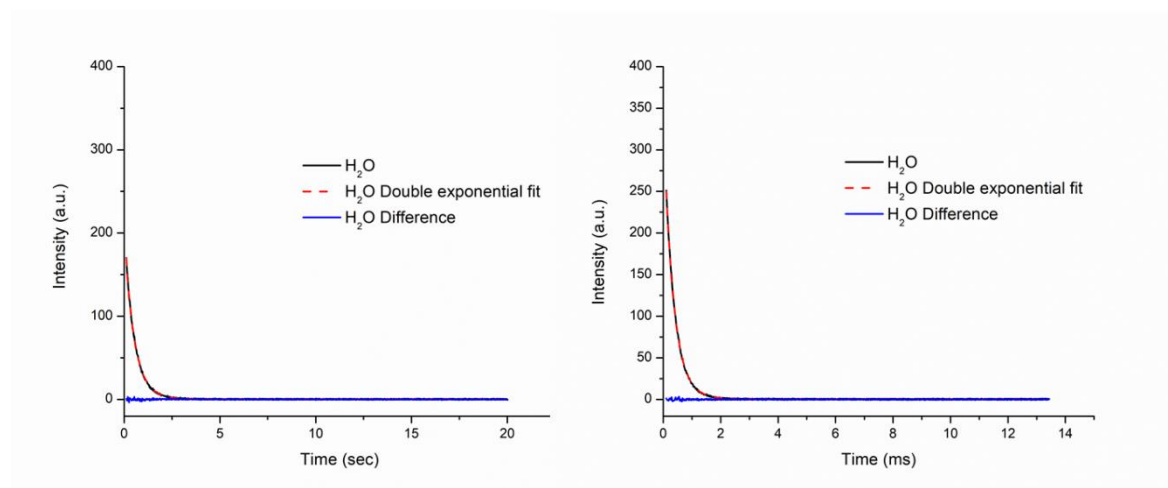 400
300
200
100
0
Intensity (a.u.)
H₂O
H₂O Double exponential fit
H₂O Difference
0 5 10 15 20
Time (sec)
400
350
300
250
200
150
100
50
0
Intensity (a.u.)
H₂O
H₂O Double exponential fit
H₂O Difference
0 2 4 6 8 10 12 14
Time (ms)